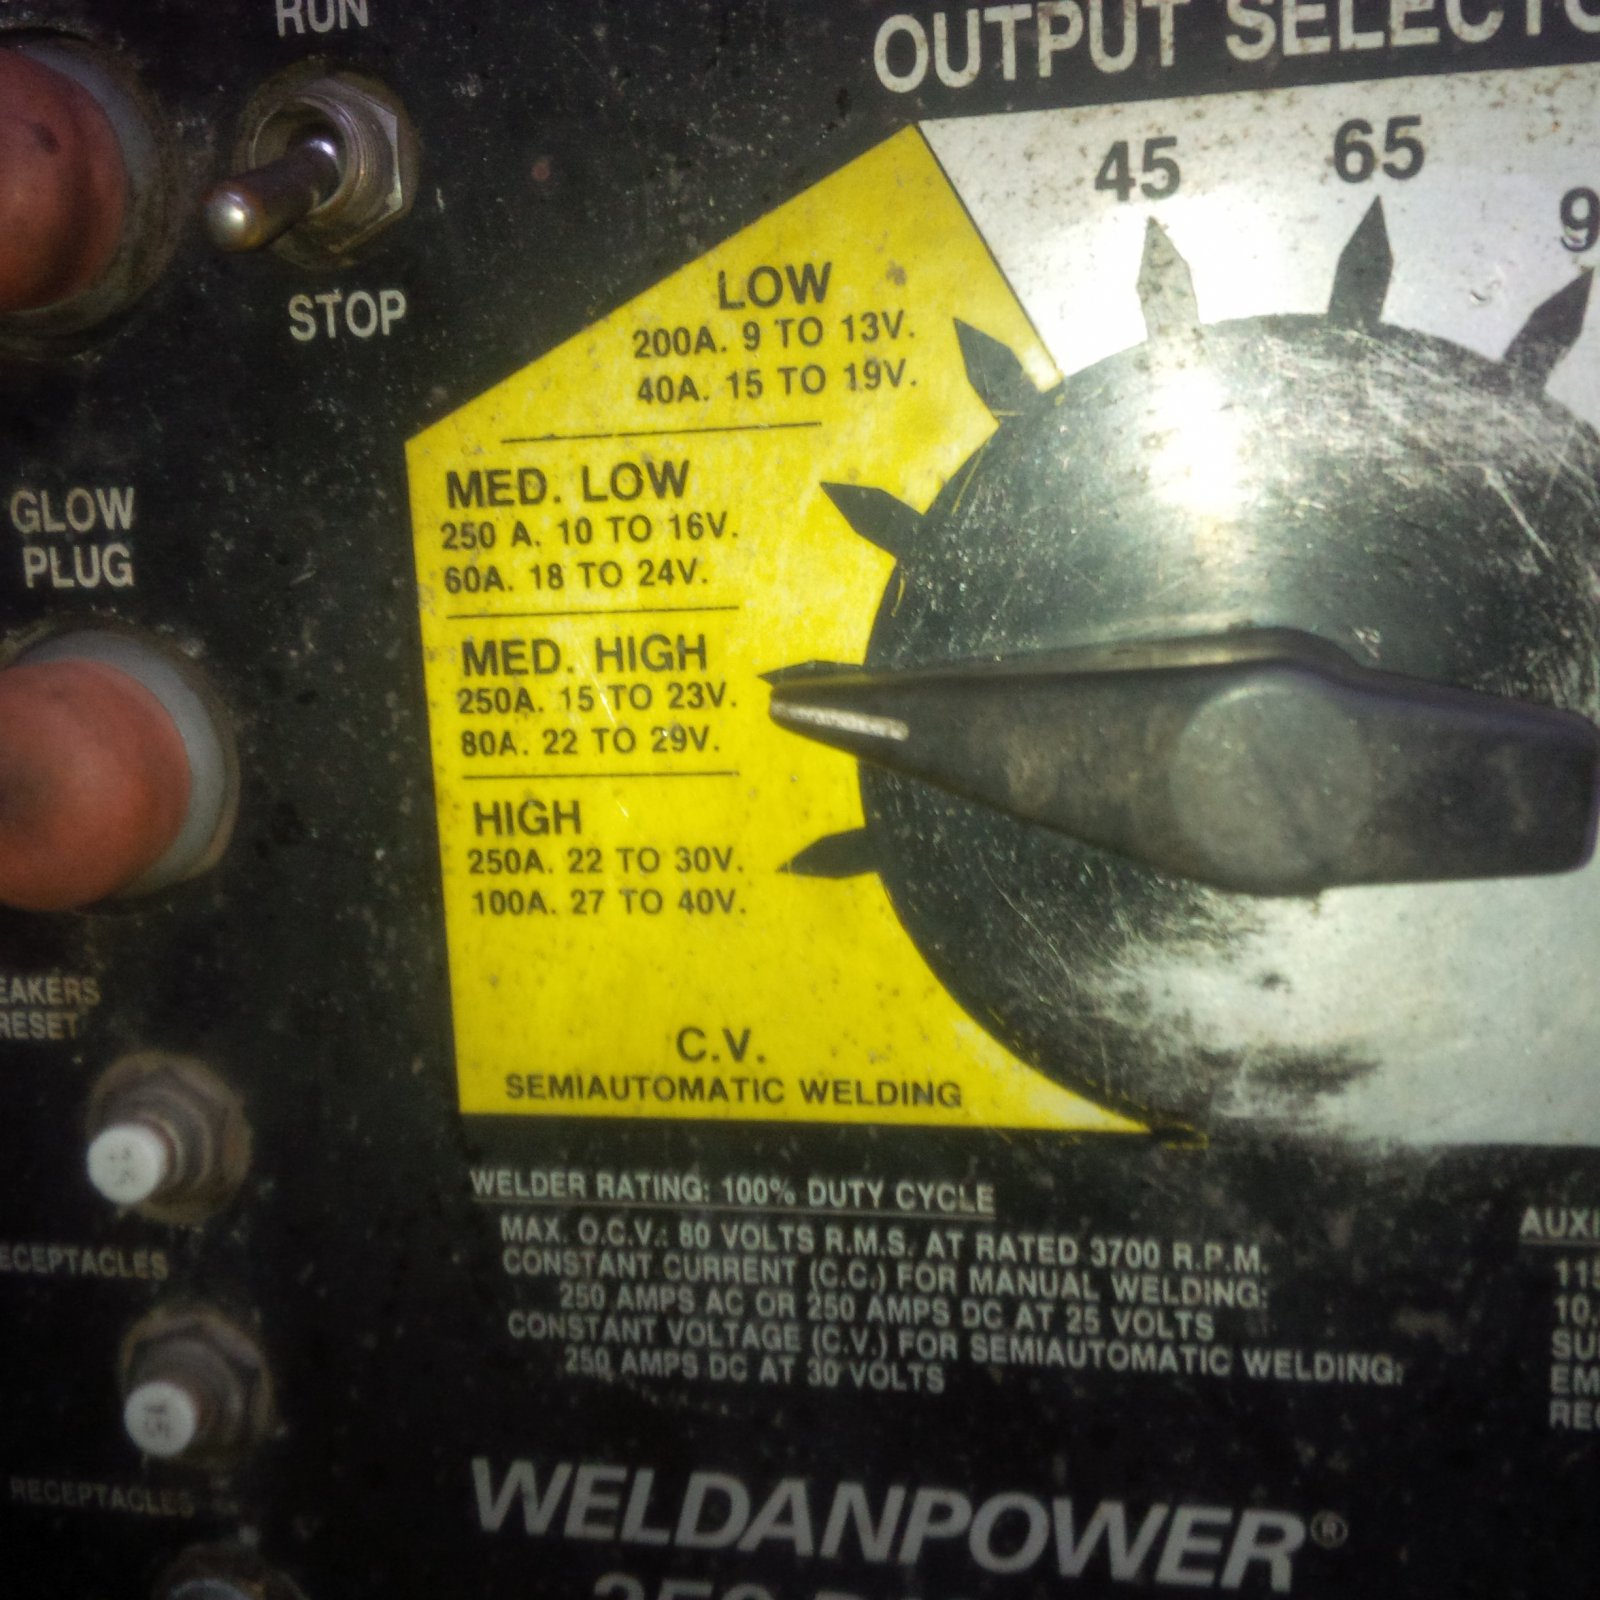 RUN
STOP
GLOW
PLUG
RESET
OUTPUT
45
65
LOW
200A. 9 TO 13V.
40A. 15 TO 19V.
MED. LOW
250 A. 10 TO 16V.
60A. 18 TO 24V.
MED. HIGH
250A. 15 TO 23V.
80A. 22 TO 29V.
HIGH
250A. 22 TO 30V.
100A. 27 TO 40V.
C.V.
SEMIAUTOMATIC WELDING
WELDER RATING: 100% DUTY CYCLE
MAX. O.C.V.: 80 VOLTS R.M.S. AT RATED 3700 R.P.M.
CONSTANT CURRENT (C.C.) FOR MANUAL WELDING:
250 AMPS AC OR 250 AMPS DC AT 25 VOLTS
CONSTANT VOLTAGE (C.V.) FOR SEMIAUTOMATIC WELDING:
250 AMPS DC AT 30 VOLTS
15
RECEPTACLES
WELDANPOWER®